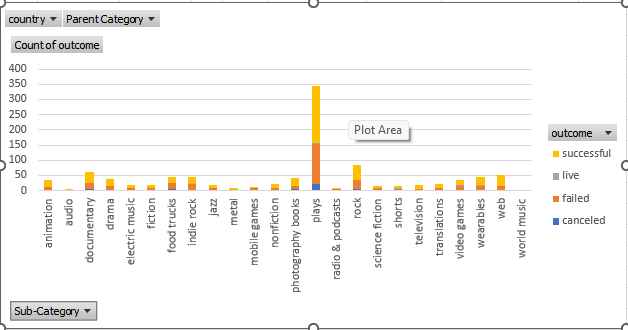 country Parent Category
Count of outcome
400
350
300
250
200
150
100
50
0
Plot Area
outcome
successful
live
failed
canceled
animation
audio
documentary
drama
electric music
fiction
food trucks
indie rock
jazz
metal
mobile games
nonfiction
photography books
plays
radio & podcasts
rock
science fiction
shorts
television
translations
video games
wearables
web
world music
Sub-Category